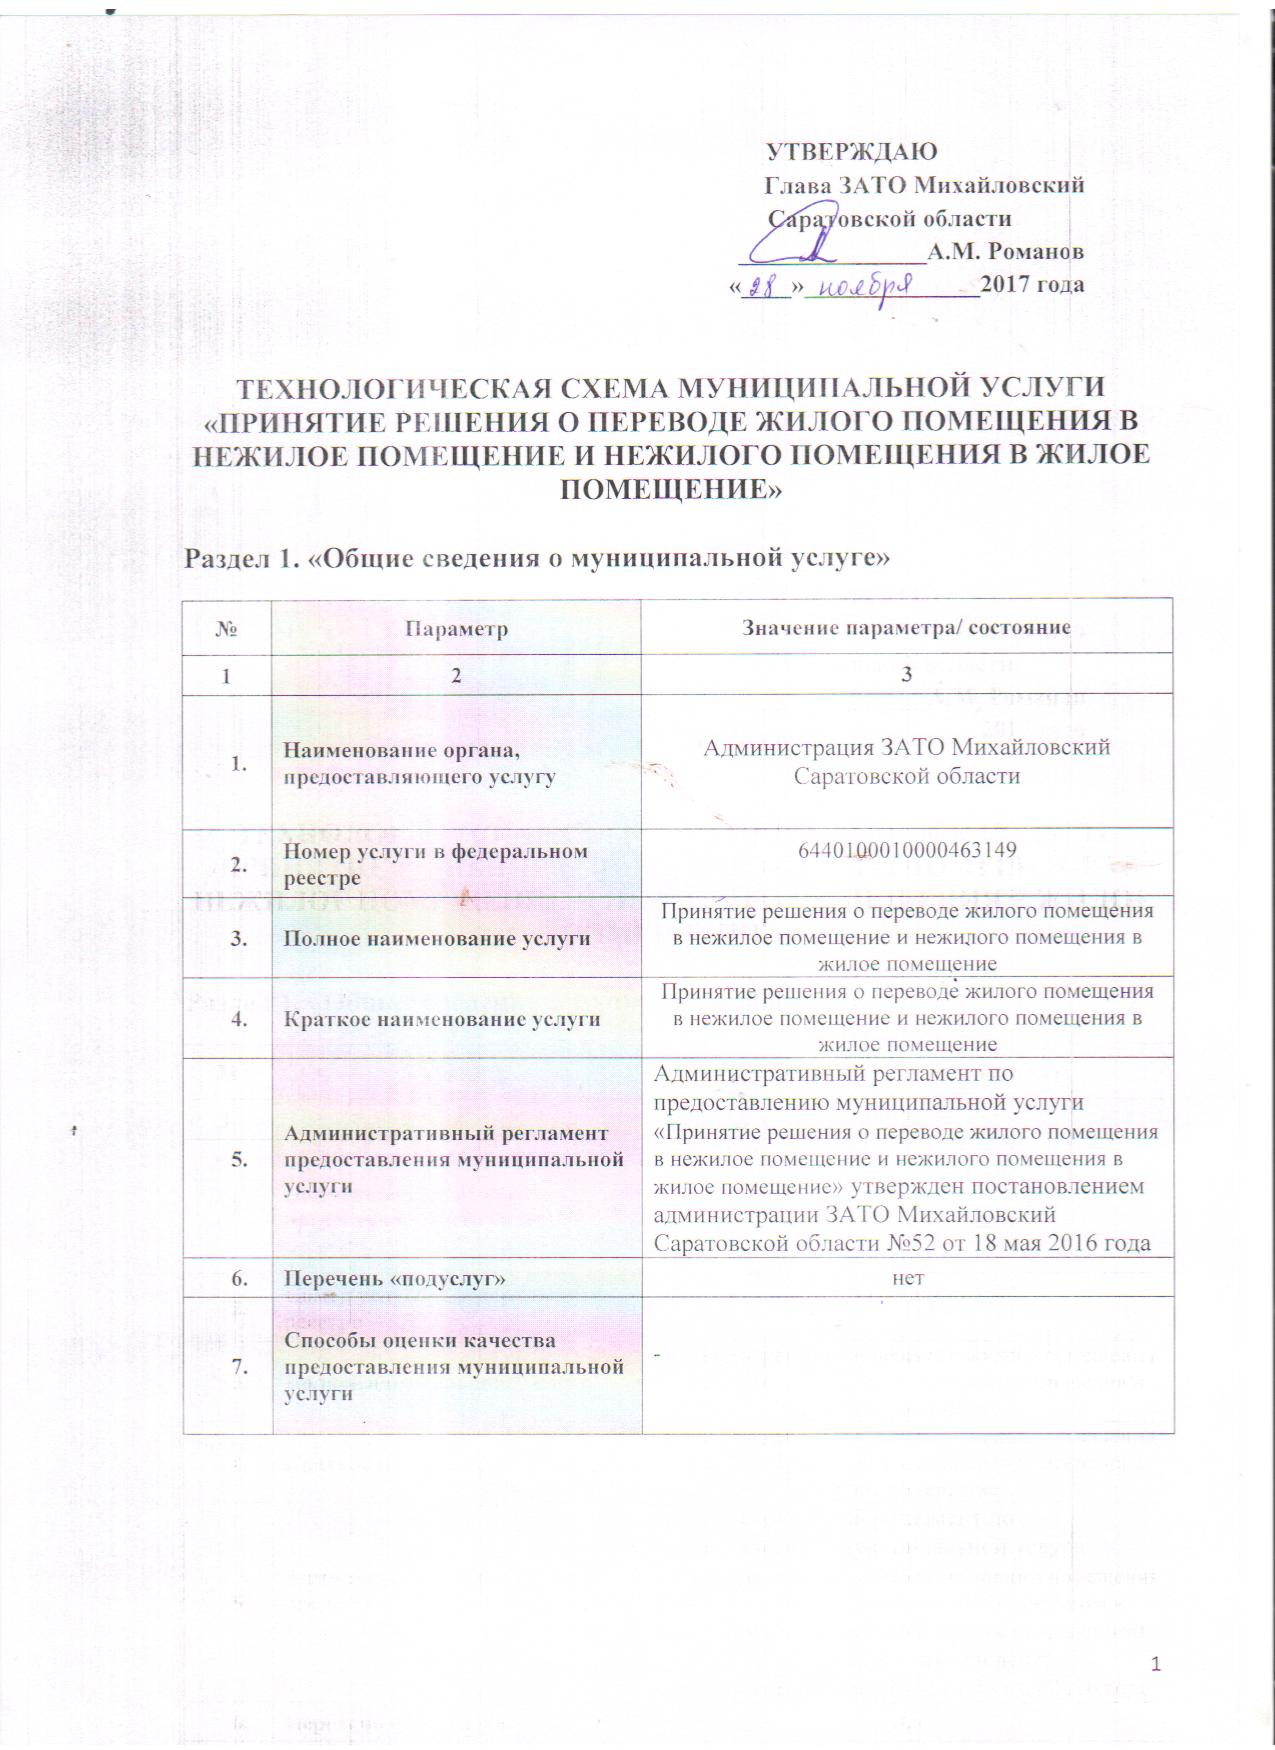 УТВЕРЖДАЮ
Глава ЗАТО Михайловский
Саратовской области
______________А.М. Романов
«28» ноября 2017 года
ТЕХНОЛОГИЧЕСКАЯ СХЕМА МУНИЦИПАЛЬНОЙ УСЛУГИ
«ПРИНЯТИЕ РЕШЕНИЯ О ПЕРЕВОДЕ ЖИЛОГО ПОМЕЩЕНИЯ В
НЕЖИЛОЕ ПОМЕЩЕНИЕ И НЕЖИЛОГО ПОМЕЩЕНИЯ В ЖИЛОЕ
ПОМЕЩЕНИЕ»
Раздел 1. «Общие сведения о муниципальной услуге»
№ Параметр Значение параметра/ состояние
1 2 3
1. Наименование органа,
предоставляющего услугу
Администрация ЗАТО Михайловский
Саратовской области
2. Номер услуги в федеральном
реестре
6440100010000463149
3. Полное наименование услуги
Принятие решения о переводе жилого помещения
в нежилое помещение и нежилого помещения в
жилое помещение
4. Краткое наименование услуги
Принятие решения о переводе жилого помещения
в нежилое помещение и нежилого помещения в
жилое помещение
5. Административный регламент
предоставления муниципальной
услуги
Административный регламент по
предоставлению муниципальной услуги
«Принятие решения о переводе жилого помещения
в нежилое помещение и нежилого помещения в
жилое помещение» утвержден постановлением
администрации ЗАТО Михайловский
Саратовской области №52 от 18 мая 2016 года
6. Перечень «подуслуг» нет
7. Способы оценки качества
предоставления муниципальной
услуги
-
1